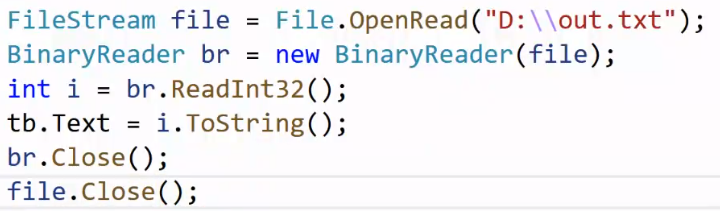 FileStream file = File.OpenRead("D:\\out.txt");
BinaryReader br = new BinaryReader(file);
int i = br.ReadInt32();
tb.Text = i.ToString();
br.Close();
file.Close();